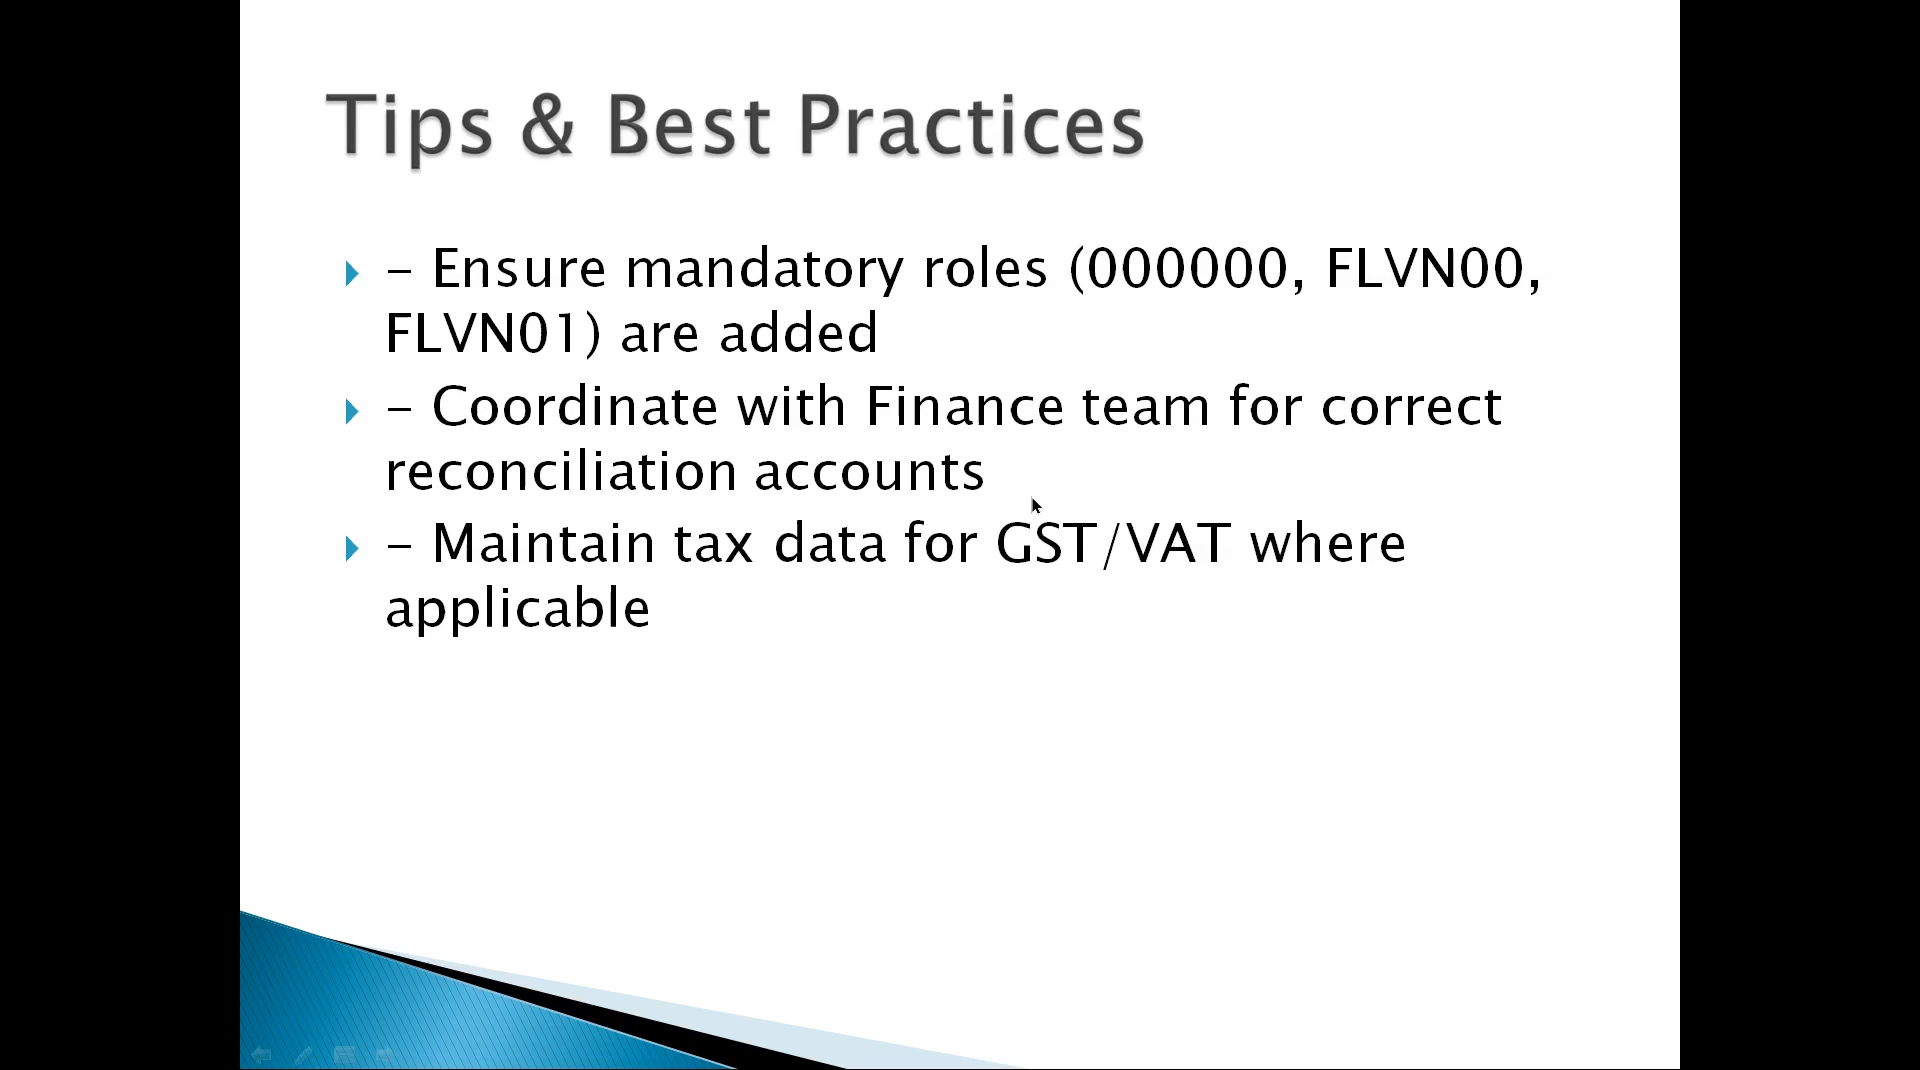 Tips & Best Practices
– Ensure mandatory roles (000000, FLVN00,
FLVN01) are added
– Coordinate with Finance team for correct
reconciliation accounts
– Maintain tax data for GST/VAT where
applicable